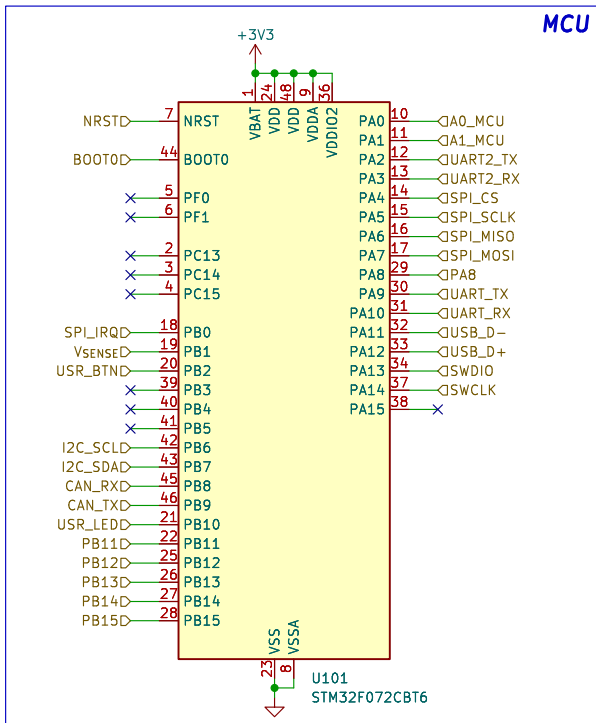 MCU
+3V3
1 24 48 9 36
VBAT VDD VDD VDDA VDDIO2
NRST 7 NRST PA0 10 A0_MCU
PA1 11 A1_MCU
BOOT0 44 BOOT0 PA2 12 UART2_TX
PA3 13 UART2_RX
5 PF0 PA4 14 SPI_CS
6 PF1 PA5 15 SPI_SCLK
PA6 16 SPI_MISO
2 PC13 PA7 17 SPI_MOSI
3 PC14 PA8 29 PA8
4 PC15 PA9 30 UART_TX
PA10 31 UART_RX
SPI_IRQ 18 PB0 PA11 32 USB_D-
VSENSE 19 PB1 PA12 33 USB_D+
USR_BTN 20 PB2 PA13 34 SWDIO
39 PB3 PA14 37 SWCLK
40 PB4 PA15 38
41 PB5
I2C_SCL 42 PB6
I2C_SDA 43 PB7
CAN_RX 45 PB8
CAN_TX 46 PB9
USR_LED 21 PB10
PB11 22 PB11
PB12 25 PB12
PB13 26 PB13
PB14 27 PB14
PB15 28 PB15
VSS VSSA
23 8
U101
STM32F072CBT6